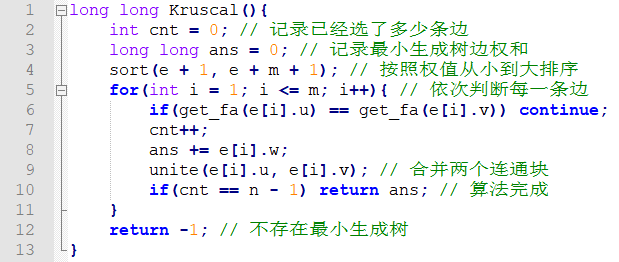 1 long long Kruscal(){
2 int cnt = 0; // 记录已经选了多少条边
3 long long ans = 0; // 记录最小生成树边权和
4 sort(e + 1, e + m + 1); // 按照权值从小到大排序
5 for(int i = 1; i <= m; i++){ // 依次判断每一条边
6 if(get_fa(e[i].u) == get_fa(e[i].v)) continue;
7 cnt++;
8 ans += e[i].w;
9 unite(e[i].u, e[i].v); // 合并两个连通块
10 if(cnt == n - 1) return ans; // 算法完成
11 }
12 return -1; // 不存在最小生成树
13 }